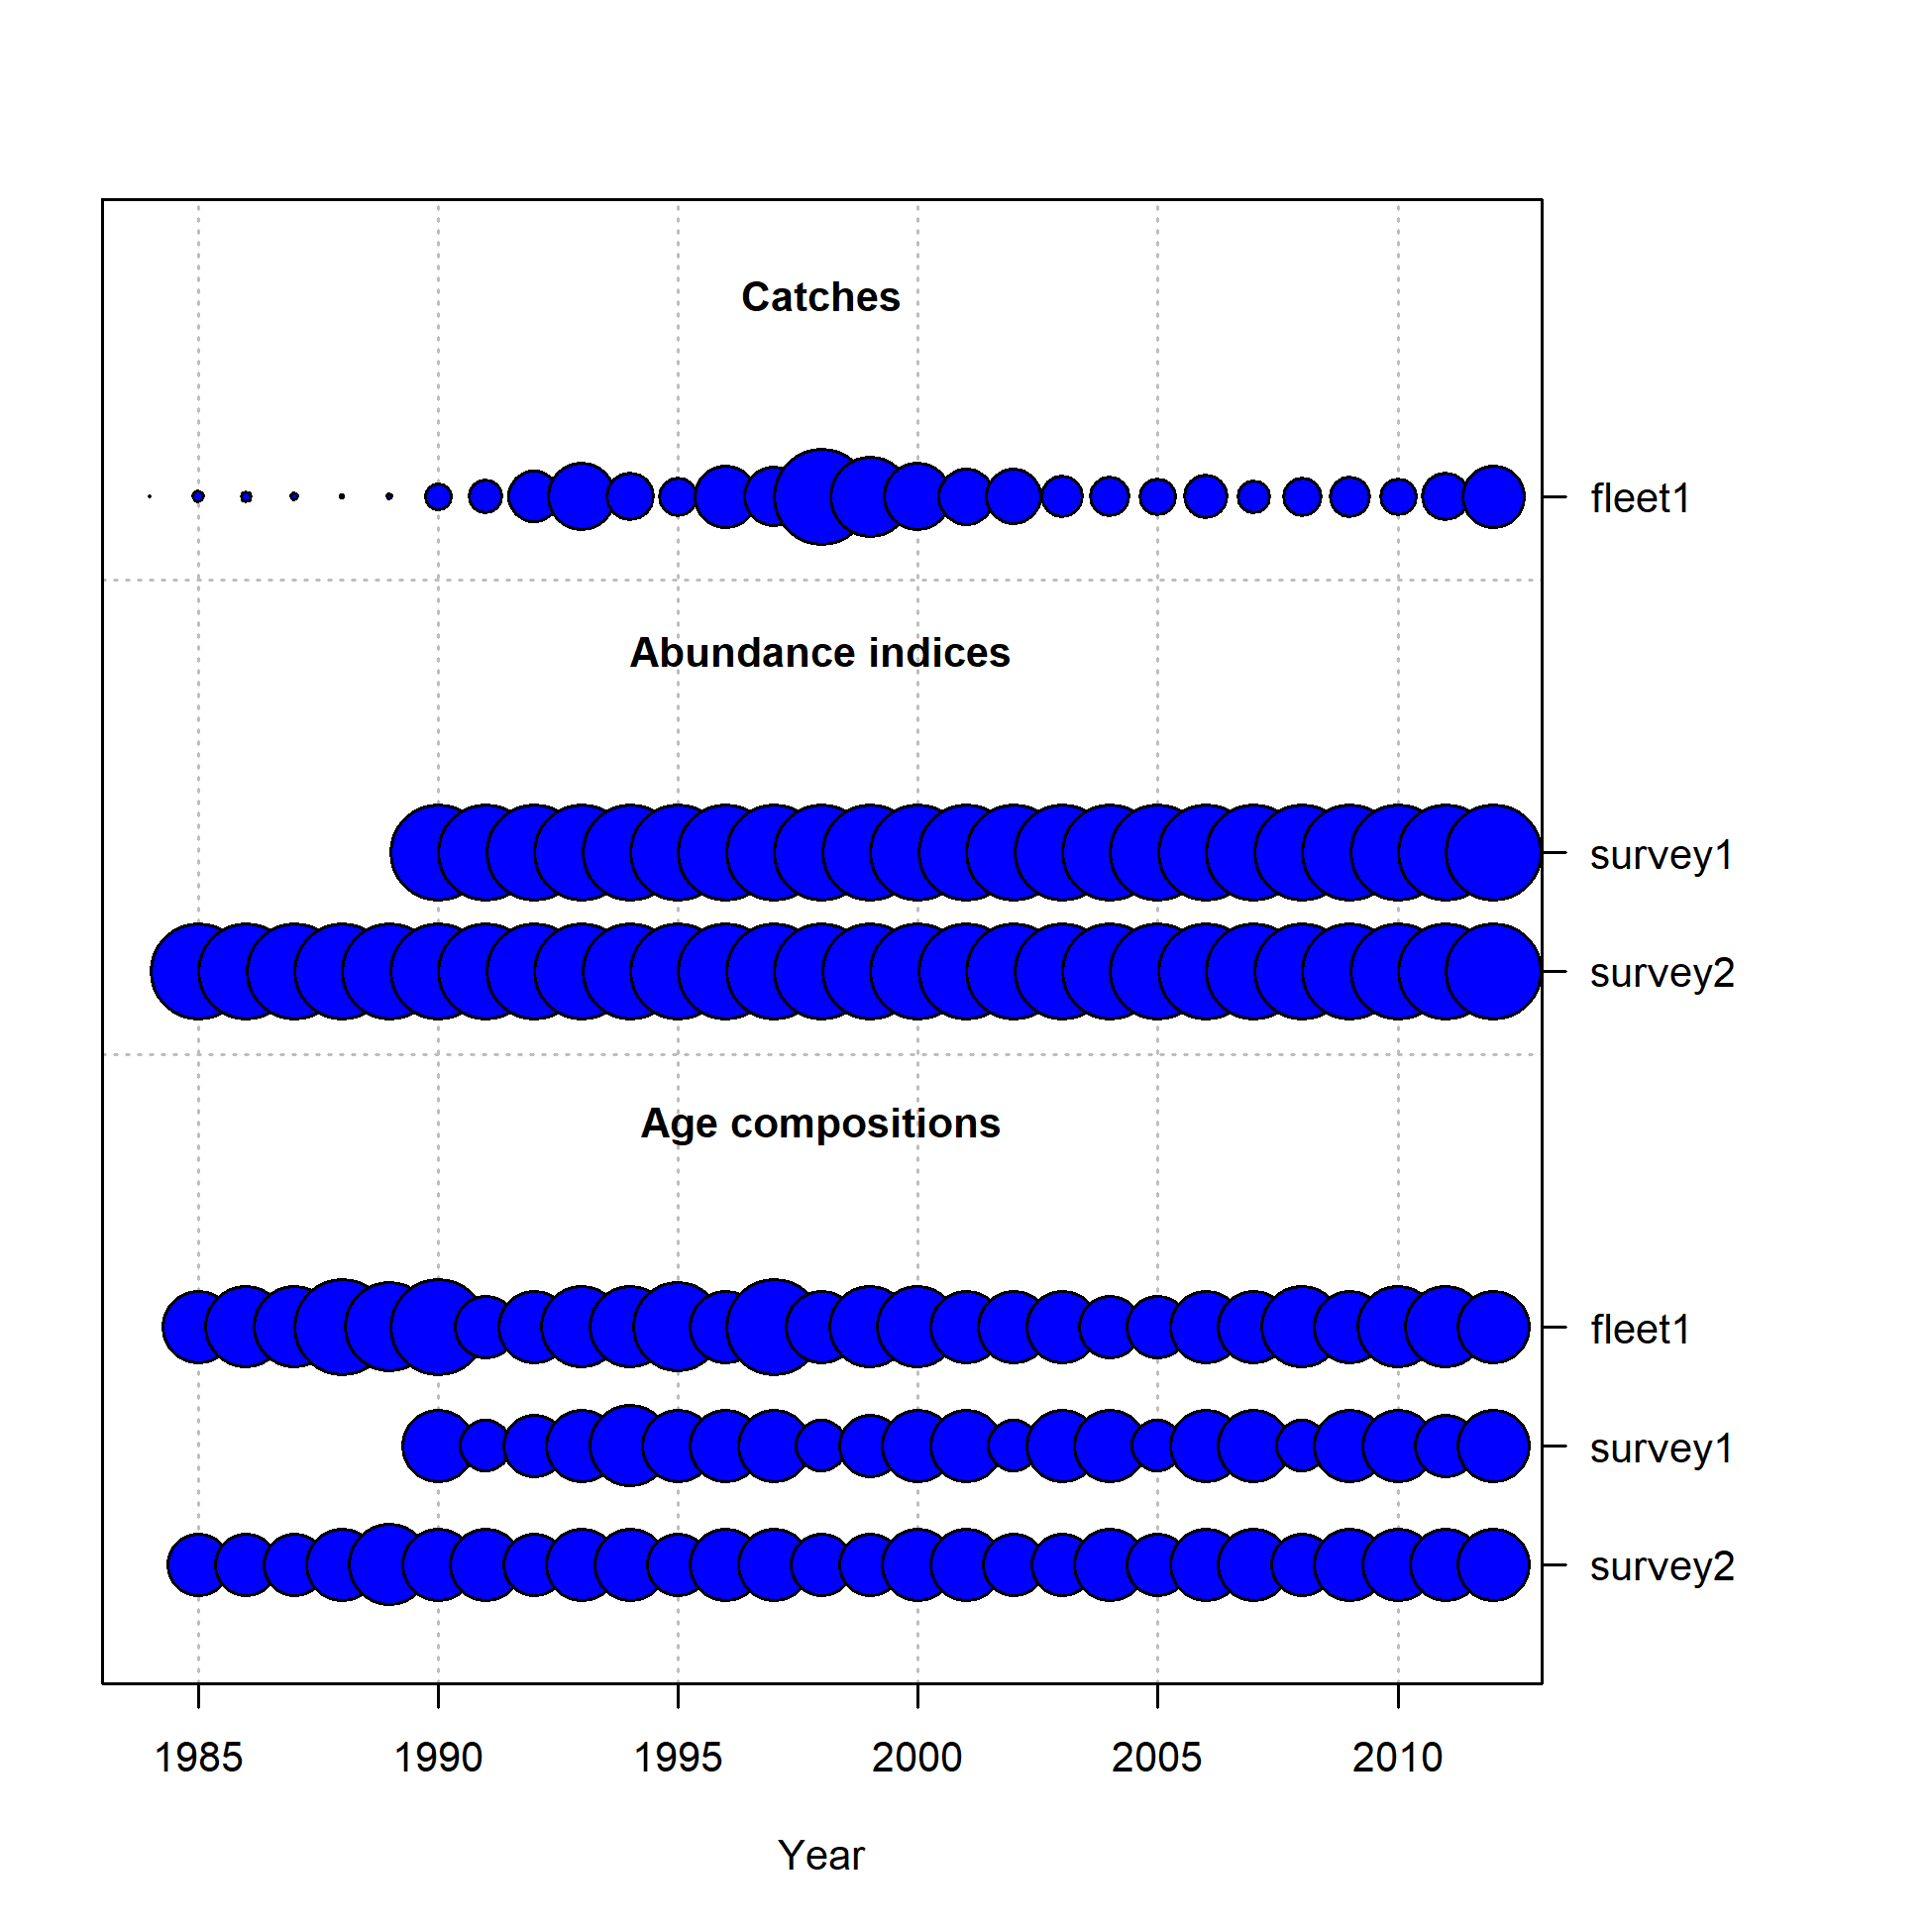 Catches
fleet1
Abundance indices
survey1
survey2
Age compositions
fleet1
survey1
survey2
1985 1990 1995 2000 2005 2010
Year